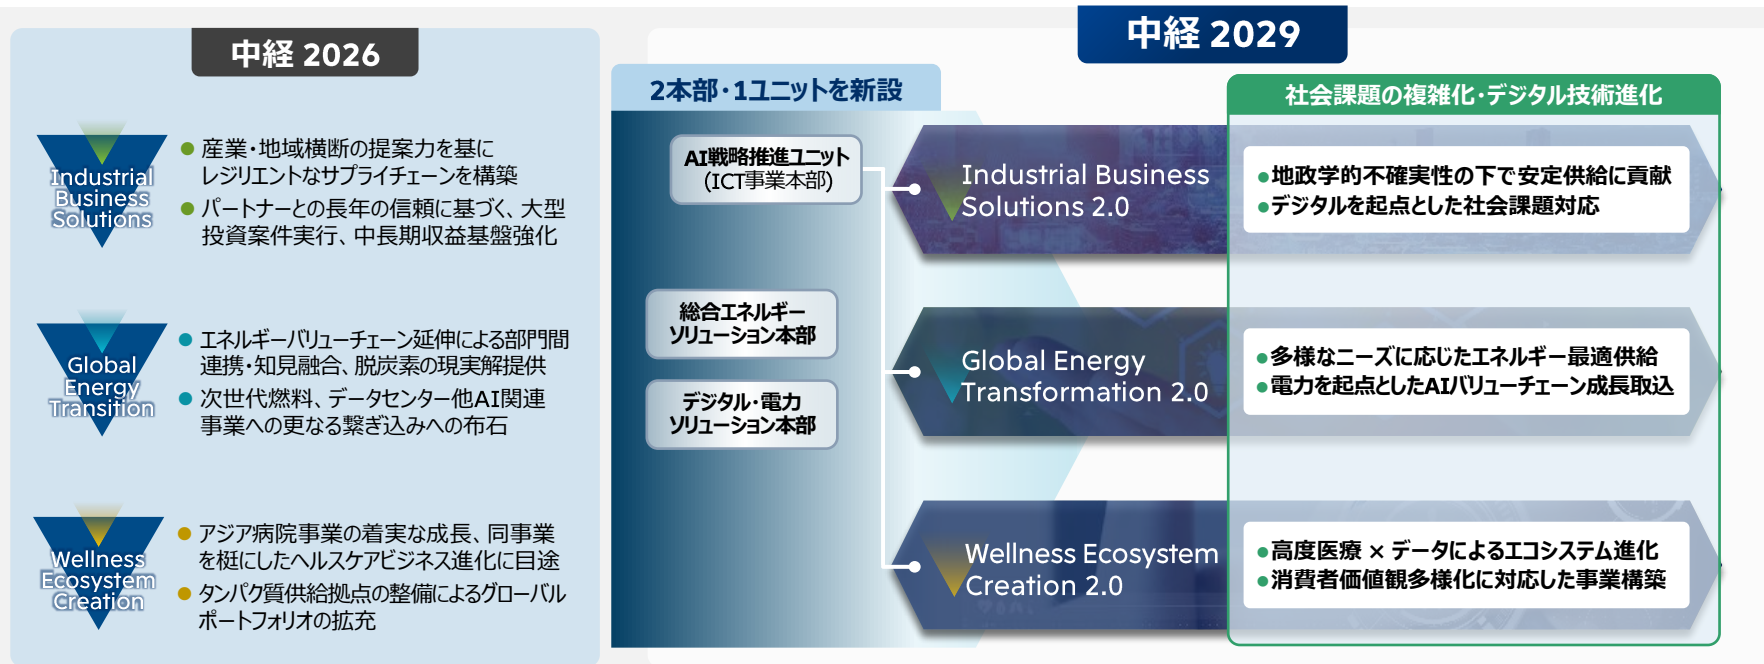 中経 2026
Industrial
Business
Solutions
● 産業・地域横断の提案力を基に
レジリエントなサプライチェーンを構築
● パートナーとの長年の信頼に基づく、大型
投資案件実行、中長期収益基盤強化
Global
Energy
Transition
● エネルギーバリューチェーン延伸による部門間
連携・知見融合、脱炭素の現実解提供
● 次世代燃料、データセンター他AI関連
事業への更なる繋ぎ込みへの布石
Wellness
Ecosystem
Creation
● アジア病院事業の着実な成長、同事業
を梃にしたヘルスケアビジネス進化に目途
● タンパク質供給拠点の整備によるグローバル
ポートフォリオの拡充
中経 2029
2本部・1ユニットを新設
AI戦略推進ユニット
(ICT事業本部)
総合エネルギー
ソリューション本部
デジタル・電力
ソリューション本部
社会課題の複雑化・デジタル技術進化
Industrial Business
Solutions 2.0
●地政学的不確実性の下で安定供給に貢献
●デジタルを起点とした社会課題対応
Global Energy
Transformation 2.0
●多様なニーズに応じたエネルギー最適供給
●電力を起点としたAIバリューチェーン成長取込
Wellness Ecosystem
Creation 2.0
●高度医療 × データによるエコシステム進化
●消費者価値観多様化に対応した事業構築